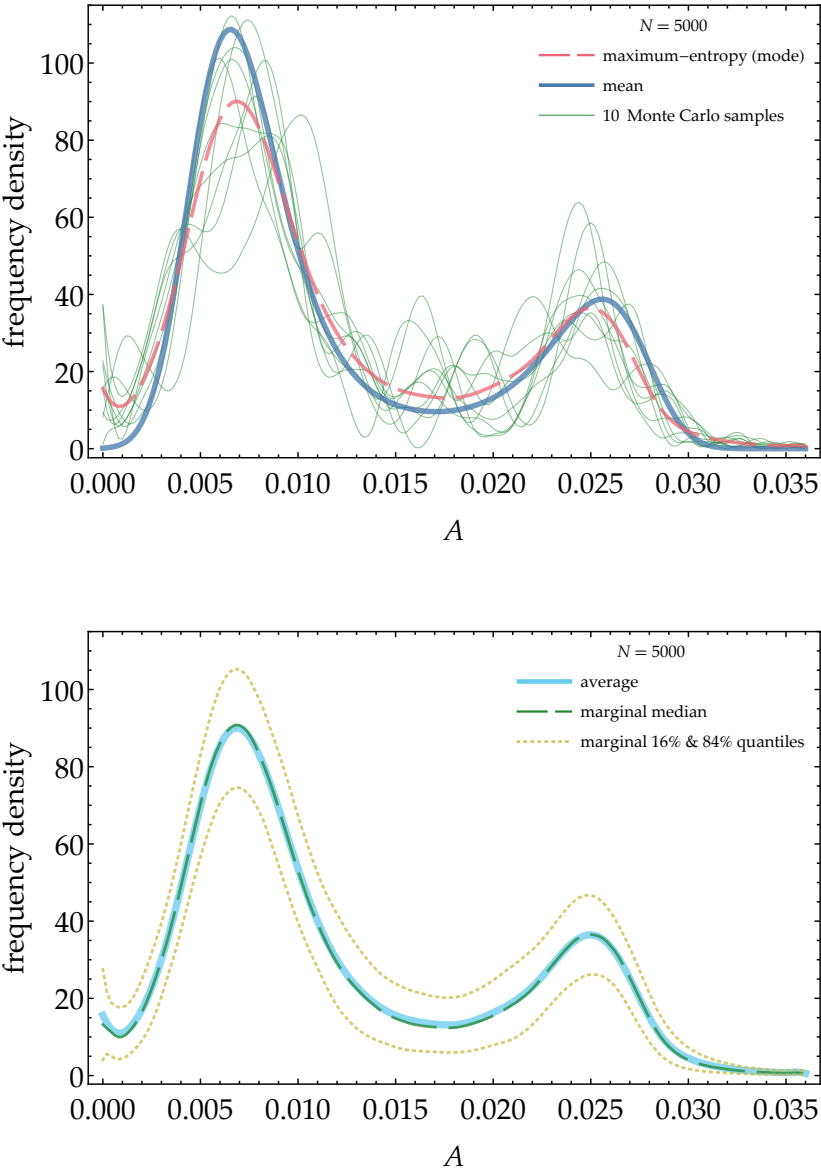 N = 5000
maximum−entropy (mode)
mean
10 Monte Carlo samples
frequency density
100
80
60
40
20
0
0.000 0.005 0.010 0.015 0.020 0.025 0.030 0.035
A
N = 5000
average
marginal median
marginal 16% & 84% quantiles
frequency density
100
80
60
40
20
0
0.000 0.005 0.010 0.015 0.020 0.025 0.030 0.035
A